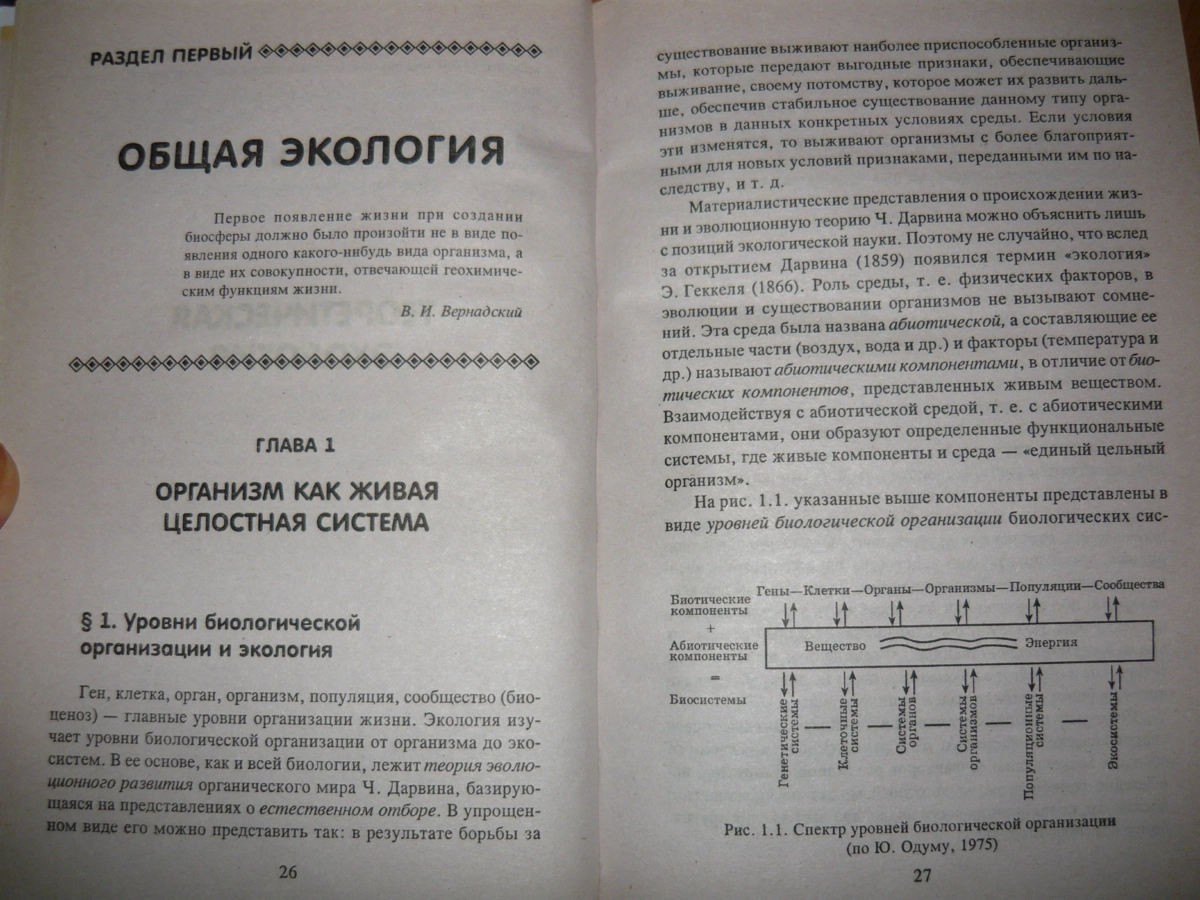 РАЗДЕЛ ПЕРВЫЙ
ОБЩАЯ ЭКОЛОГИЯ
Первое появление жизни при создании
биосферы должно было произойти не в виде по-
явления одного какого-нибудь вида организма, а
в виде их совокупности, отвечающей геохимиче-
ским функциям жизни.
В. И. Вернадский
ГЛАВА 1
ОРГАНИЗМ КАК ЖИВАЯ
ЦЕЛОСТНАЯ СИСТЕМА
§ 1. Уровни биологической
организации и экология
Ген, клетка, орган, организм, популяция, сообщество (био-
ценоз) — главные уровни организации жизни. Экология изу-
чает уровни биологической организации от организма до эко-
систем. В ее основе, как и всей биологии, лежит теория эволю-
ционного развития органического мира Ч. Дарвина, базирую-
щаяся на представлениях о естественном отборе. В упрощен-
ном виде его можно представить так: в результате борьбы за
26
существование выживают наиболее приспособленные организ-
мы, которые передают выгодные признаки, обеспечивающие
выживание, своему потомству, которое может их развить даль-
ше, обеспечив стабильное существование данному типу орга-
низмов в данных конкретных условиях среды. Если условия
эти изменятся, то выживают организмы с более благоприят-
ными для новых условий признаками, переданными им по на-
следству, и т. д.
Материалистические представления о происхождении жиз-
ни и эволюционную теорию Ч. Дарвина можно объяснить лишь
с позиций экологической науки. Поэтому не случайно, что вслед
за открытием Дарвина (1859) появился термин «экология»
Э. Геккеля (1866). Роль среды, т. е. физических факторов, в
эволюции и существовании организмов не вызывают сомне-
ний. Эта среда была названа абиотической, а составляющие ее
отдельные части (воздух, вода и др.) и факторы (температура и
др.) называют абиотическими компонентами, в отличие от био-
тических компонентов, представленных живым веществом.
Взаимодействуя с абиотической средой, т. е. с абиотическими
компонентами, они образуют определенные функциональные
системы, где живые компоненты и среда — «единый цельный
организм».
На рис. 1.1. указанные выше компоненты представлены в
виде уровней биологической организации биологических сис-
Биотические
компоненты
Гены—Клетки—Органы—Организмы—Популяции—Сообщества
+
Абиотические
компоненты
Вещество
Энергия
=
Биосистемы
Генетические
системы
Клеточные
системы
Системы
органов
Системы
организмов
Популяционные
системы
Экосистемы
Рис. 1.1. Спектр уровней биологической организации
(по Ю. Одуму, 1975)
27